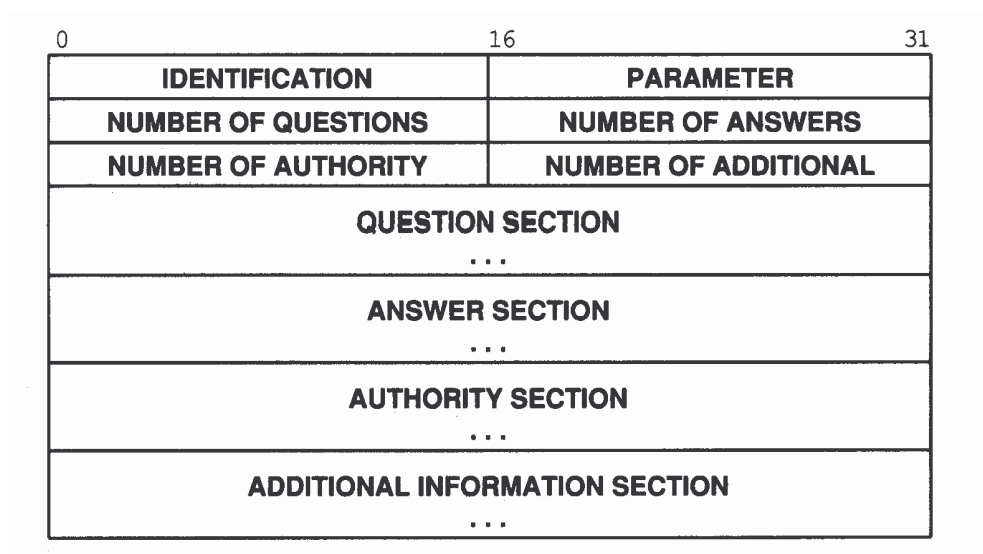 0 16 31
IDENTIFICATION PARAMETER
NUMBER OF QUESTIONS NUMBER OF ANSWERS
NUMBER OF AUTHORITY NUMBER OF ADDITIONAL
QUESTION SECTION
...
ANSWER SECTION
...
AUTHORITY SECTION
...
ADDITIONAL INFORMATION SECTION
...